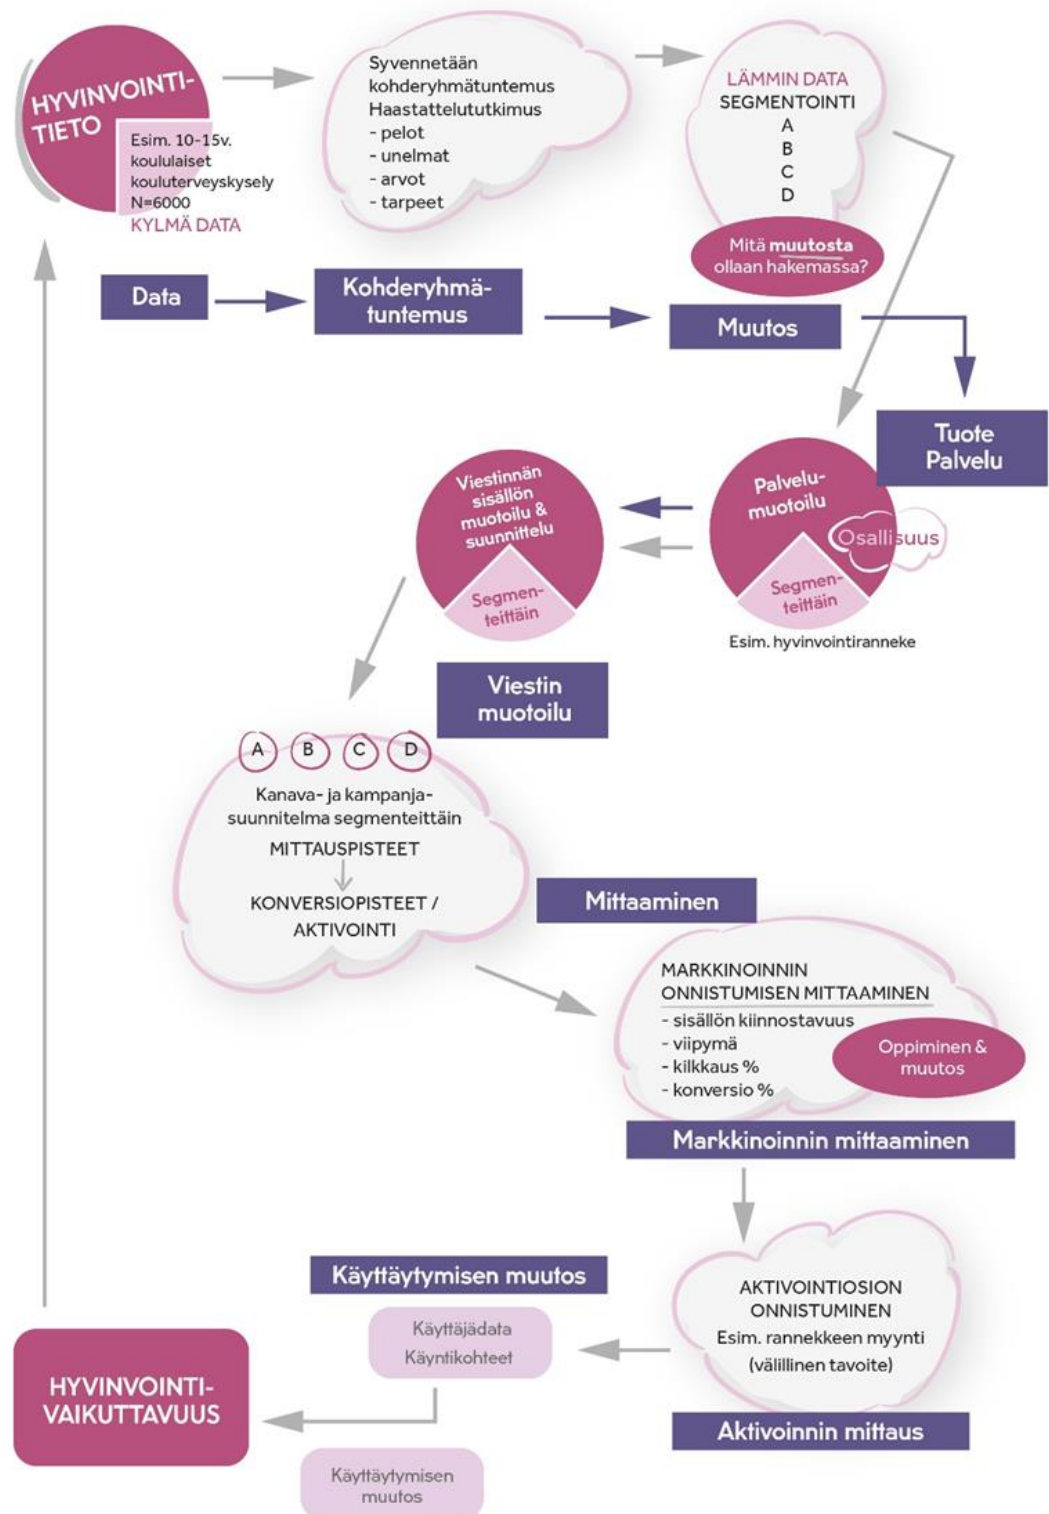 HYVINVOINTI-
TIETO
Esim. 10-15v.
koululaiset
kouluterveyskysely
N=6000
KYLMÄ DATA
Syvennetään
kohderyhmätuntemus
Haastattelututkimus
- pelot
- unelmat
- arvot
- tarpeet
LÄMMIN DATA
SEGMENTOINTI
A
B
C
D
Mitä muutosta
ollaan hakemassa?
Data
Kohderyhmä-
tuntemus
Muutos
Tuote
Palvelu
Palvelu-
muotoilu
Osallisuus
Segmen-
teittäin
Esim. hyvinvointiranneke
Viestinnän
sisällön
muotoilu &
suunnittelu
Segmen-
teittäin
Viestin
muotoilu
A B C D
Kanava- ja kampanja-
suunnitelma segmenteittäin
MITTAUSPISTEET
KONVERSIOPISTEET /
AKTIVOINTI
Mittaaminen
MARKKINOINNIN
ONNISTUMISEN MITTAAMINEN
- sisällön kiinnostavuus
- viipymä
- kilkkaus %
- konversio %
Oppiminen &
muutos
Markkinoinnin mittaaminen
AKTIVOINTIOSION
ONNISTUMINEN
Esim. rannekkeen myynti
(välillinen tavoite)
Aktivoinnin mittaus
Käyttäytymisen muutos
Käyttäjädata
Käyntikohteet
Käyttäytymisen
muutos
HYVINVOINTI-
VAIKUTTAVUUS